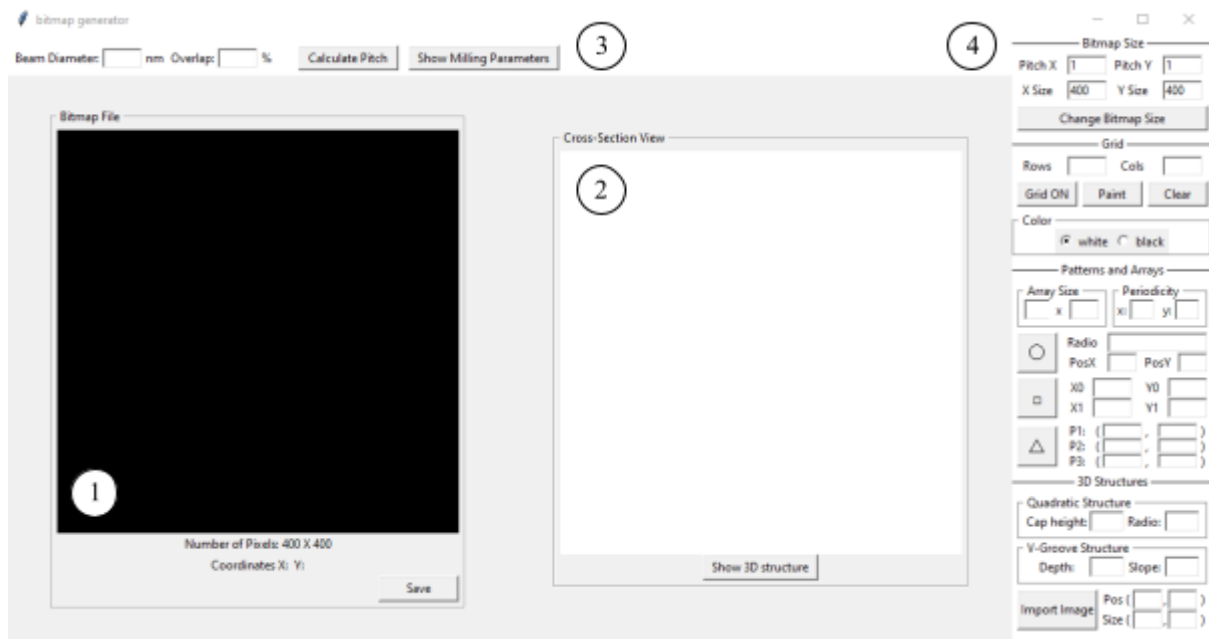 bitmap generator
Beam Diameter: nm Overlap: % Calculate Pitch Show Milling Parameters 3
Bitmap File
1
Number of Pixels: 400 X 400
Coordinates X: Y:
Save
Cross-Section View
2
Show 3D structure
4
Bitmap Size
Pitch X 1 Pitch Y 1
X Size 400 Y Size 400
Change Bitmap Size
Grid
Rows Cols
Grid ON Paint Clear
Color
white black
Patterns and Arrays
Array Size Periodicity
x x: y:
Radio
PosX PosY
X0 Y0
X1 Y1
P1: ( , )
P2: ( , )
P3: ( , )
3D Structures
Quadratic Structure
Cap height: Radio:
V-Groove Structure
Depth: Slope:
Import Image Pos ( , )
Size ( , )